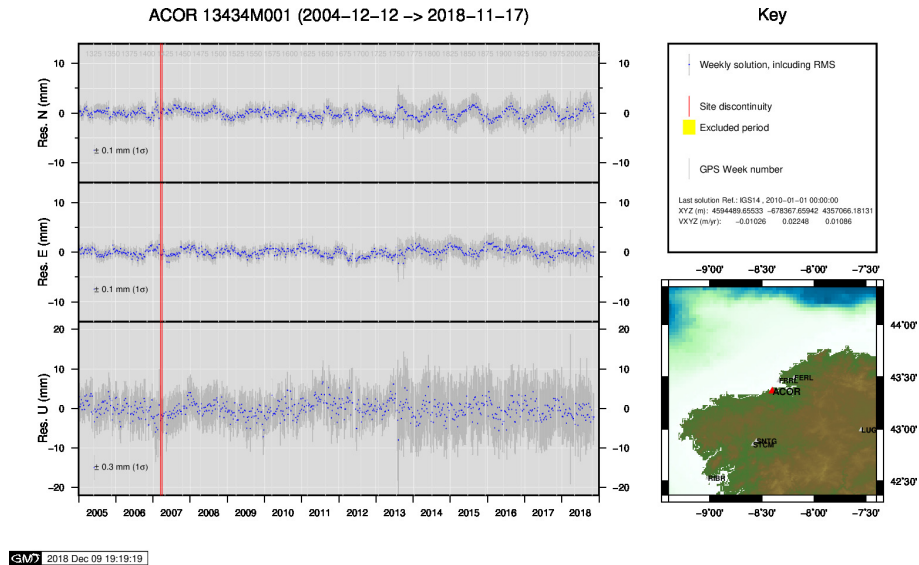 ACOR 13434M001 (2004−12−12 −> 2018−11−17)
Key
Res. N (mm)
10
0
−10
10
0
−10
± 0.1 mm (1σ)
Res. E (mm)
10
0
−10
10
0
−10
± 0.1 mm (1σ)
Res. U (mm)
20
10
0
−10
−20
20
10
0
−10
−20
± 0.3 mm (1σ)
2005 2006 2007 2008 2009 2010 2011 2012 2013 2014 2015 2016 2017 2018
Weekly solution, inlcuding RMS
Site discontinuity
Excluded period
GPS Week number
Last solution Ref.: IGS14 , 2010−01−01 00:00:00
XYZ (m): 4594489.65533 −678367.65942 4357066.18131
VXYZ (m/yr): −0.01026 0.02248 0.01086
−9˚00' −8˚30' −8˚00' −7˚30'
44˚00'
43˚30'
43˚00'
42˚30'
FERL
ACOR
LUG
SNTG
STCM
RIBR
−9˚00' −8˚30' −8˚00' −7˚30'
GMT 2018 Dec 09 19:19:19